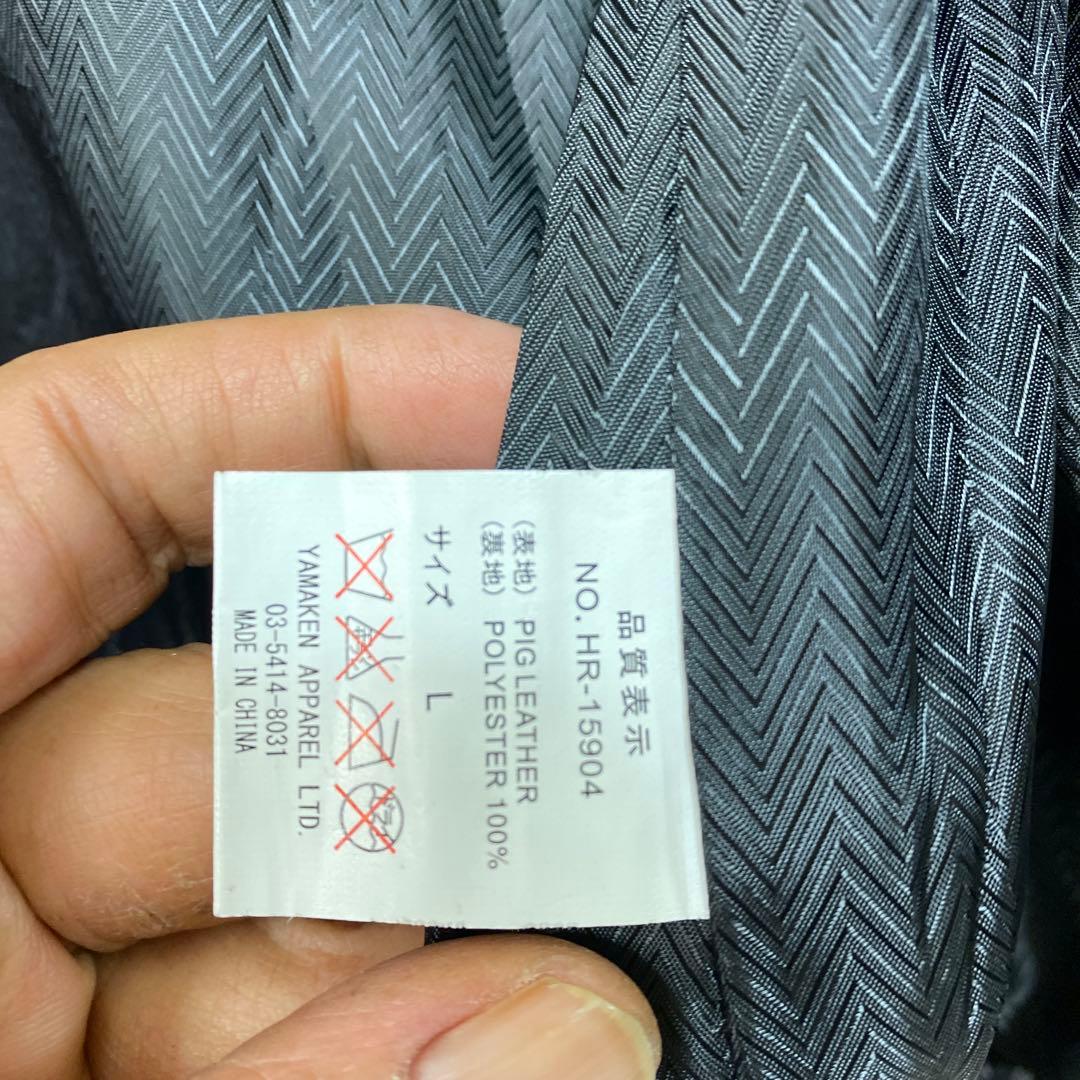 品質表示
NO.HR-15904
(表地) PIG LEATHER
(裏地) POLYESTER 100%
サイズ L
YAMAKEN APPAREL LTD.
03-5414-8031
MADE IN CHINA